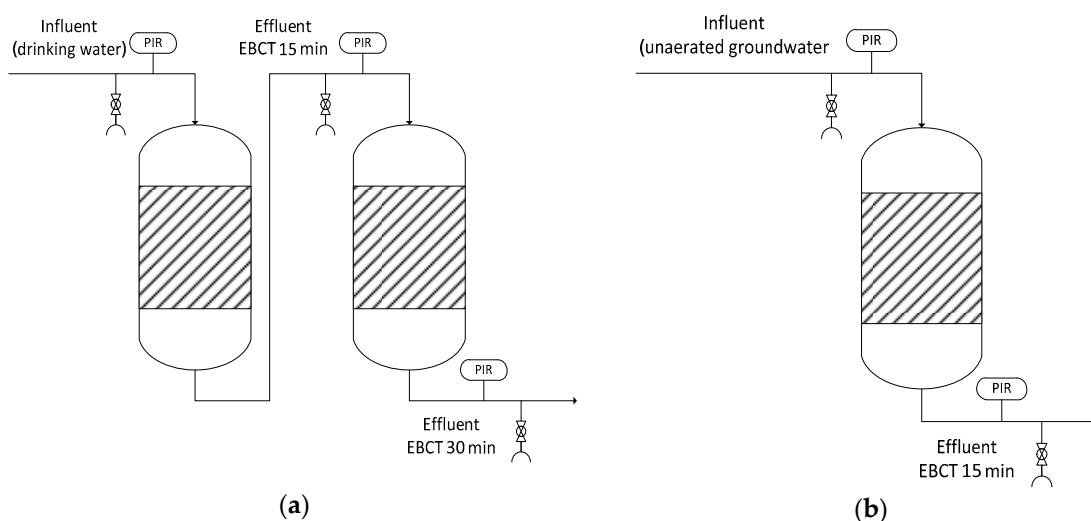 Influent
(drinking water)
PIR
Effluent
EBCT 15 min
PIR
PIR
Effluent
EBCT 30 min
(a)
Influent
(unaerated groundwater
PIR
PIR
Effluent
EBCT 15 min
(b)